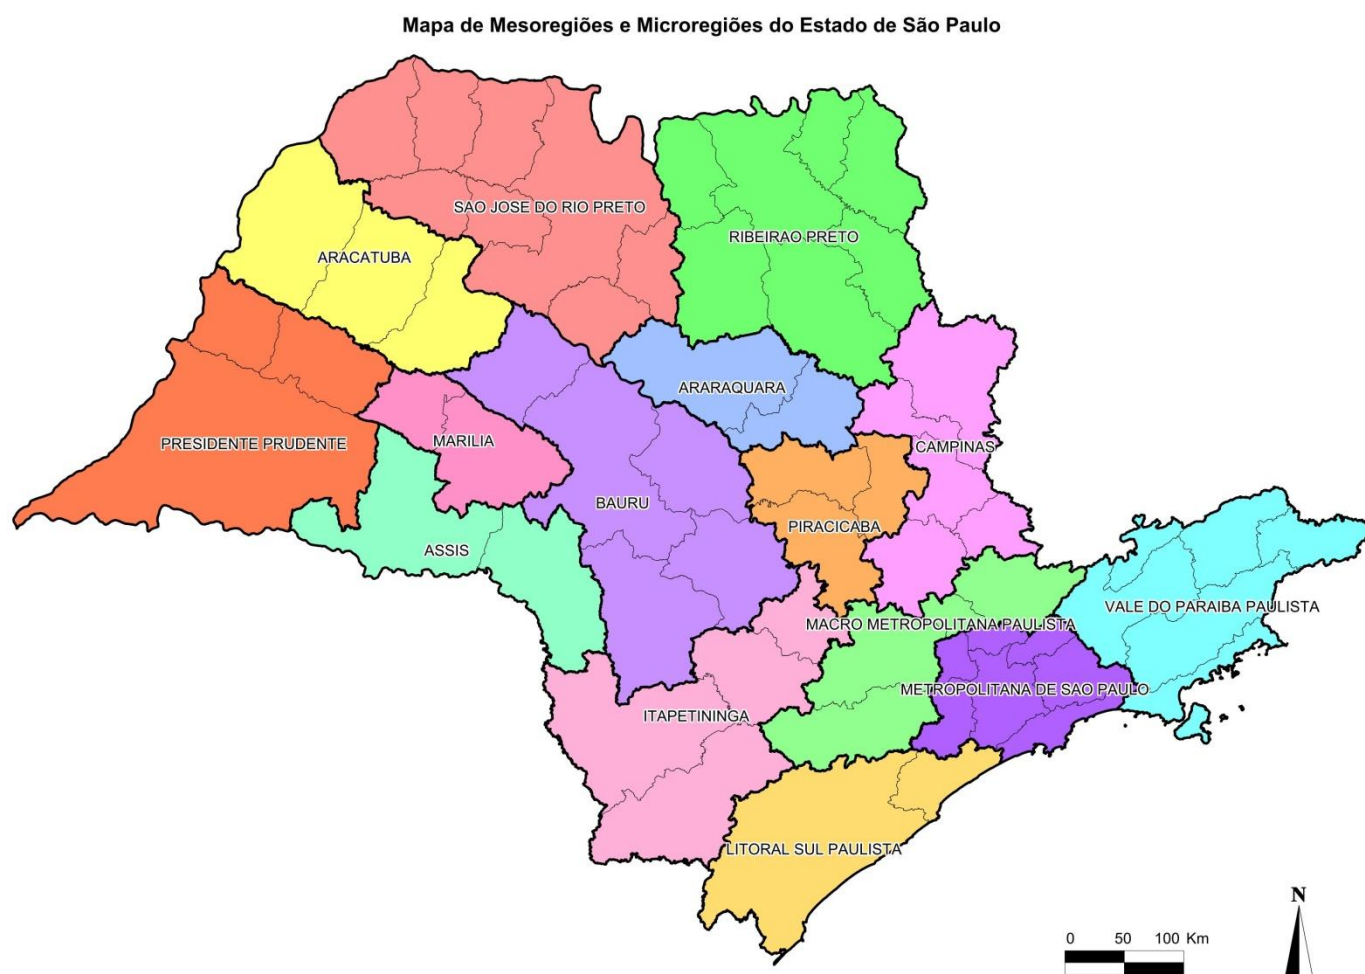 Mapa de Mesoregiões e Microregiões do Estado de São Paulo
SAO JOSE DO RIO PRETO
RIBEIRAO PRETO
ARACATUBA
ARARAQUARA
PRESIDENTE PRUDENTE
MARILIA
CAMPINAS
BAURU
PIRACICABA
ASSIS
VALE DO PARAIBA PAULISTA
MACRO METROPOLITANA PAULISTA
METROPOLITANA DE SAO PAULO
ITAPETININGA
LITORAL SUL PAULISTA
N
0 50 100 Km